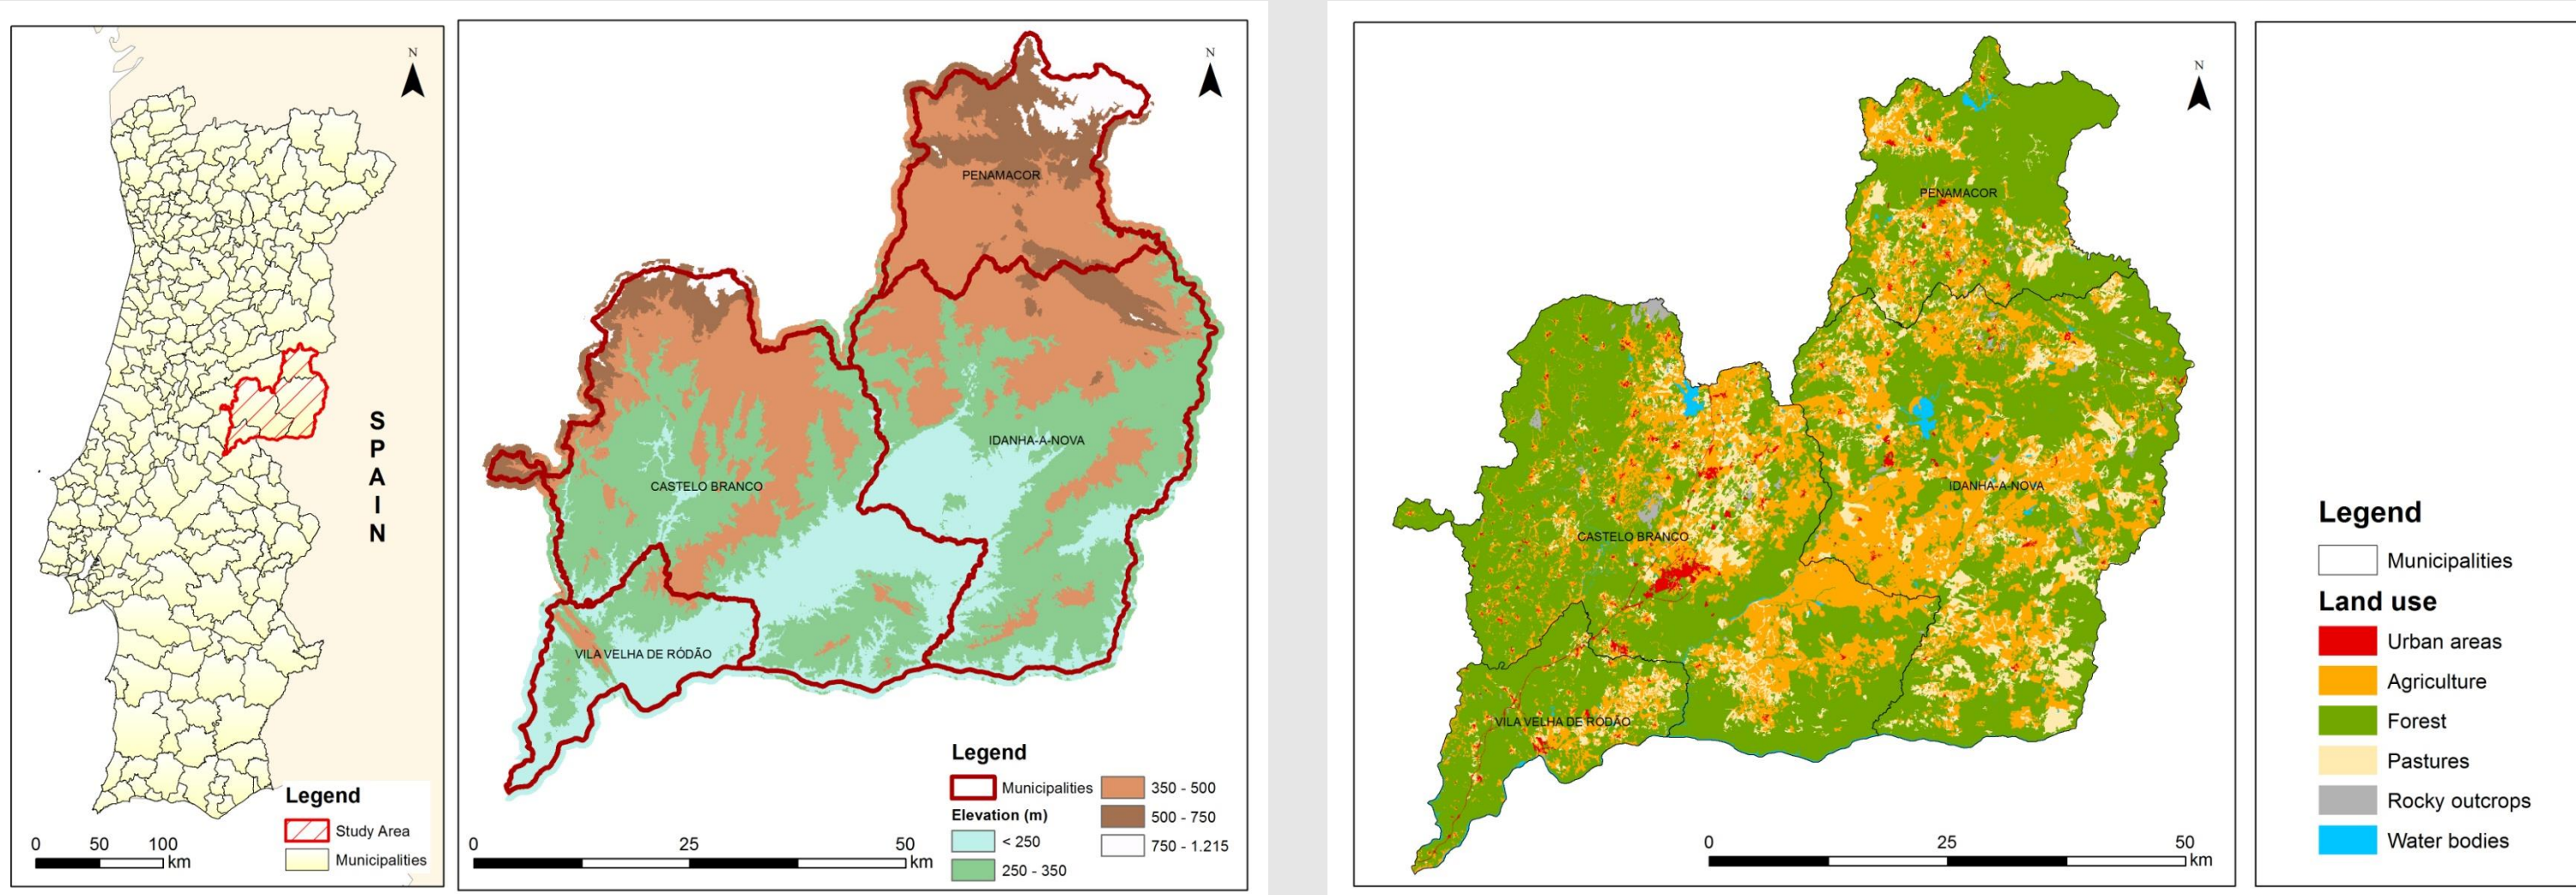 N
S
P
A
I
N
Legend
Study Area
Municipalities
0 50 100
km
N
PENAMACOR
IDANHA-A-NOVA
CASTELO BRANCO
VILA VELHA DE RÓDÃO
Legend
Municipalities
Elevation (m)
< 250
250 - 350
350 - 500
500 - 750
750 - 1.215
0 25 50
km
N
PENAMACOR
IDANHA-A-NOVA
CASTELO BRANCO
VILA VELHA DE RÓDÃO
0 25 50
km
Legend
Municipalities
Land use
Urban areas
Agriculture
Forest
Pastures
Rocky outcrops
Water bodies